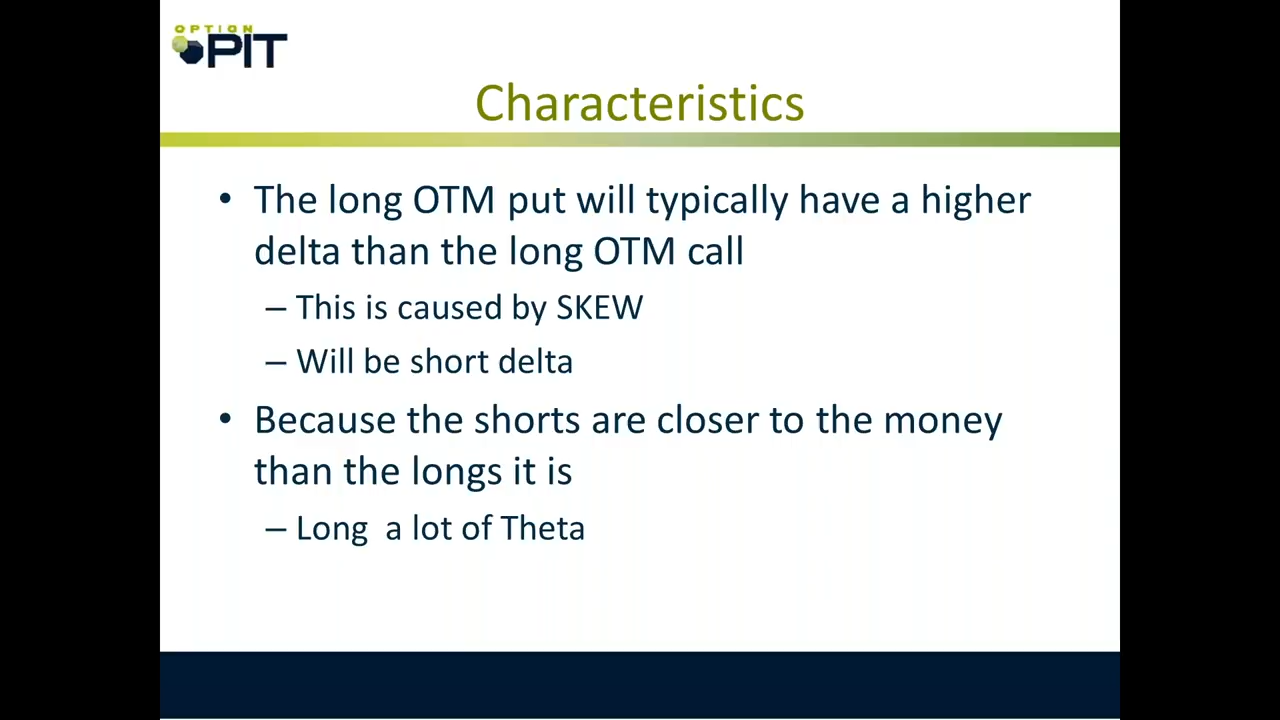 OPTION
PIT
Characteristics
• The long OTM put will typically have a higher
delta than the long OTM call
– This is caused by SKEW
– Will be short delta
• Because the shorts are closer to the money
than the longs it is
– Long  a lot of Theta